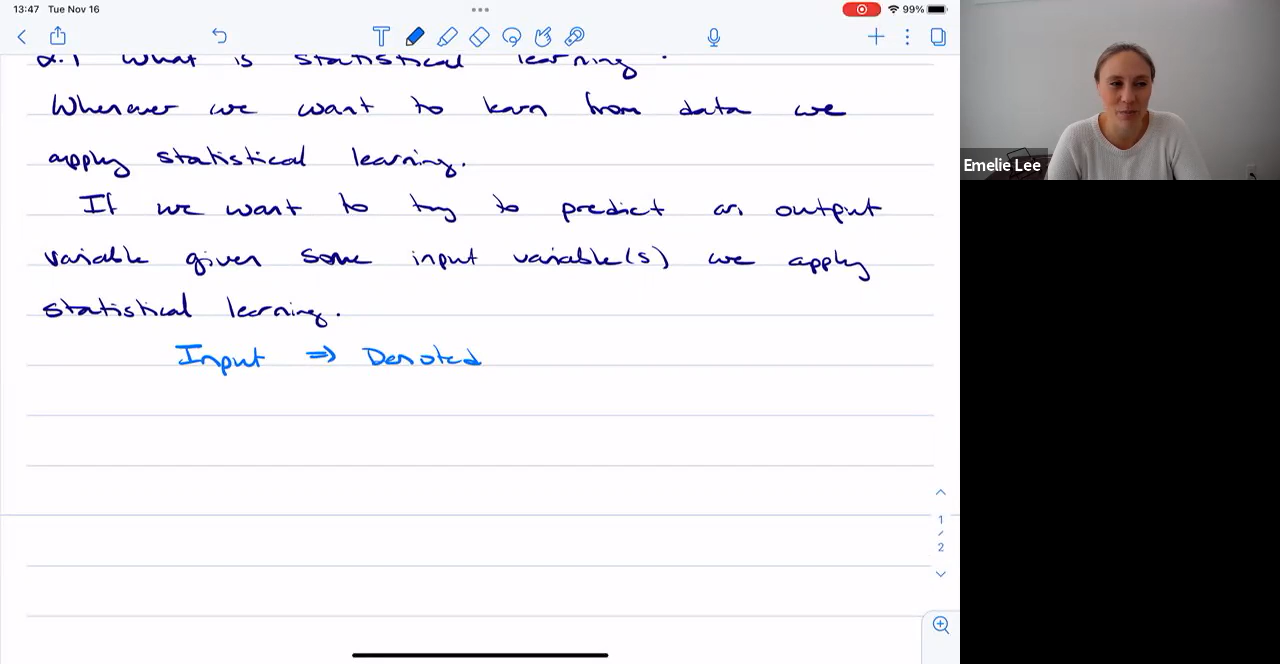 13:47 Tue Nov 16
99%
2.1 What is statistical learning.
Whenever we want to learn from data we
apply statistical learning.
If we want to try to predict an output
variable given some input variable(s) we apply
statistical learning.
Input ⇒ Denoted
1
/
2
Emelie Lee